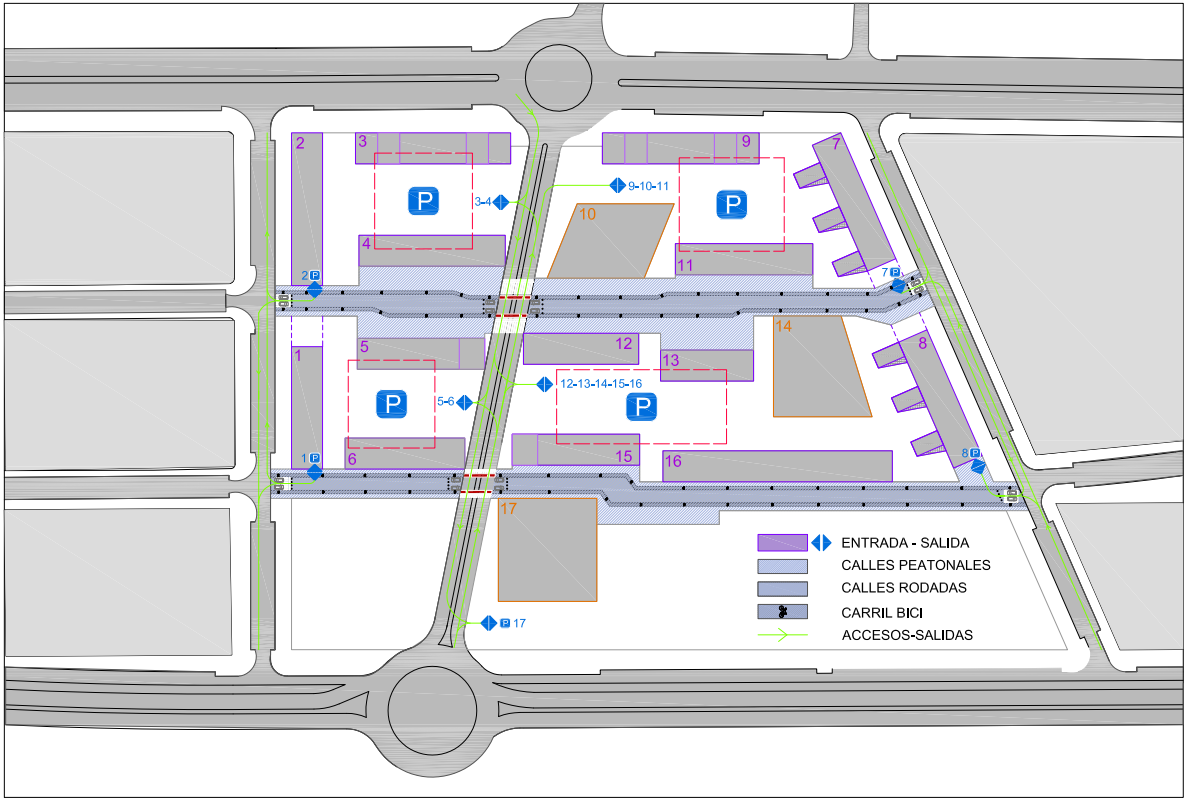 2
3
9
7
P
P
3-4
9-10-11
10
4
11
2 P
7 P
14
1
5
12
13
8
P
P
5-6
12-13-14-15-16
6
15
16
1 P
8 P
17
P 17
ENTRADA - SALIDA
CALLES PEATONALES
CALLES RODADAS
CARRIL BICI
ACCESOS-SALIDAS